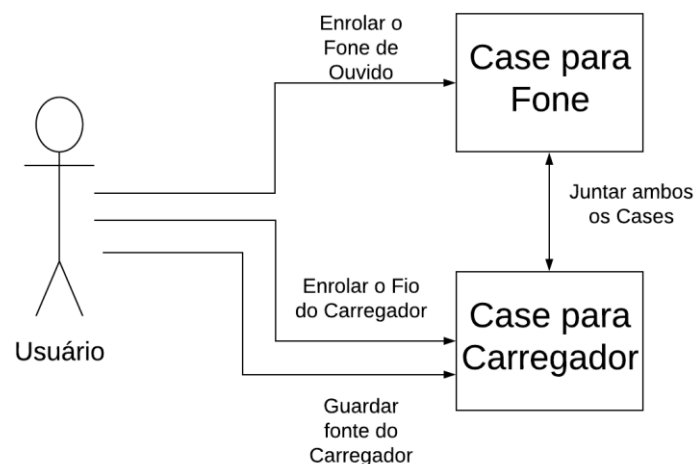 Enrolar o
Fone de
Ouvido
Case para
Fone
Juntar ambos
os Cases
Enrolar o Fio
do Carregador
Case para
Carregador
Usuário
Guardar
fonte do
Carregador